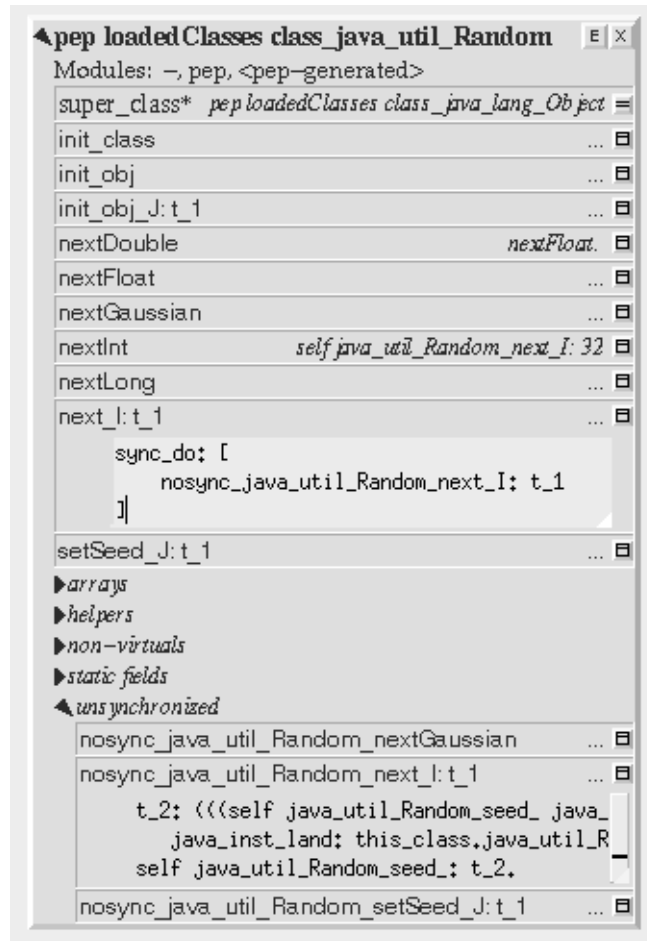 pep loadedClasses class_java_util_Random E X
Modules: –, pep, <pep–generated>
super_class* pep loadedClasses class_java_lang_Object =
init_class ...
init_obj ...
init_obj_J: t_1 ...
nextDouble nextFloat.
nextFloat ...
nextGaussian ...
nextInt self java_util_Random_next_I: 32
nextLong ...
next_I: t_1 ...
sync_do: [
nosync_java_util_Random_next_I: t_1
]
setSeed_J: t_1 ...
arrays
helpers
non–virtuals
static fields
unsynchronized
nosync_java_util_Random_nextGaussian ...
nosync_java_util_Random_next_I: t_1 ...
t_2: (((self java_util_Random_seed_ java_
java_inst_land: this_class.java_util_R
self java_util_Random_seed_: t_2.
nosync_java_util_Random_setSeed_J: t_1 ...